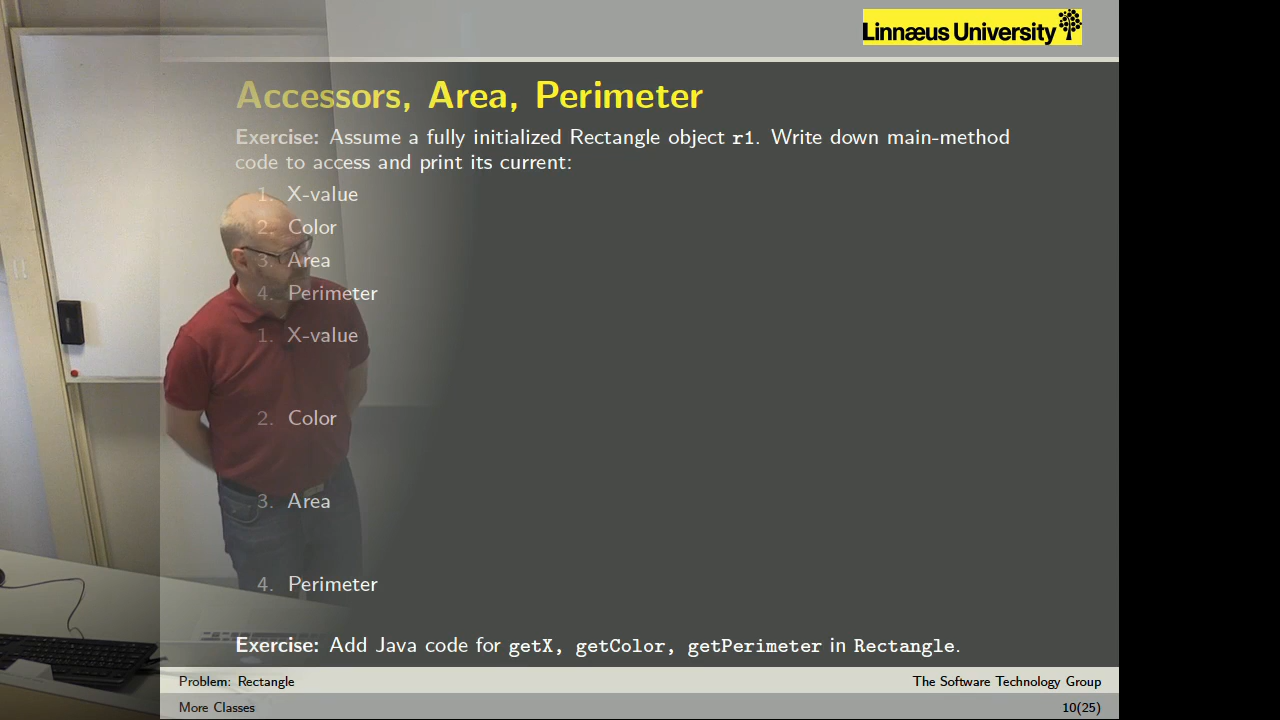 Linnæus University
Accessors, Area, Perimeter
Exercise: Assume a fully initialized Rectangle object r1. Write down main-method
code to access and print its current:
1. X-value
2. Color
3. Area
4. Perimeter
1. X-value
2. Color
3. Area
4. Perimeter
Exercise: Add Java code for getX, getColor, getPerimeter in Rectangle.
Problem: Rectangle
The Software Technology Group
More Classes
10(25)